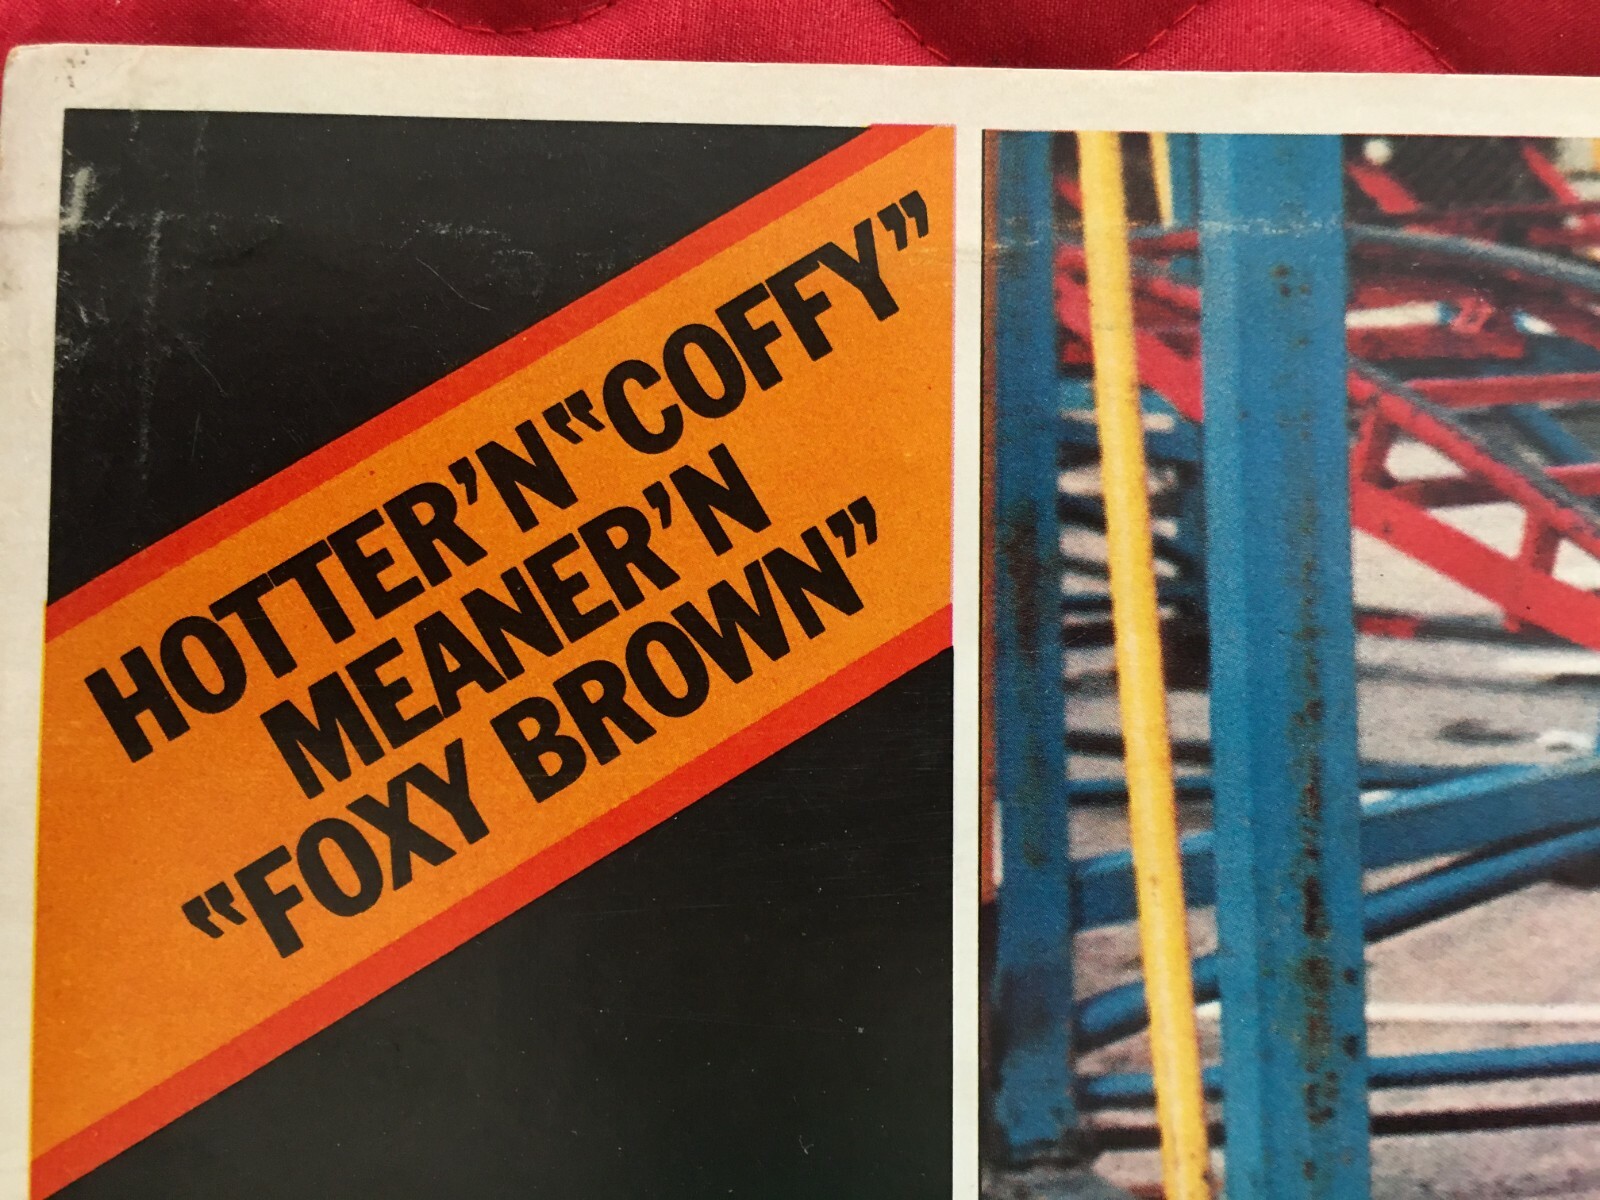 HOTTER'N “COFFY”
MEANER'N
“FOXY BROWN”